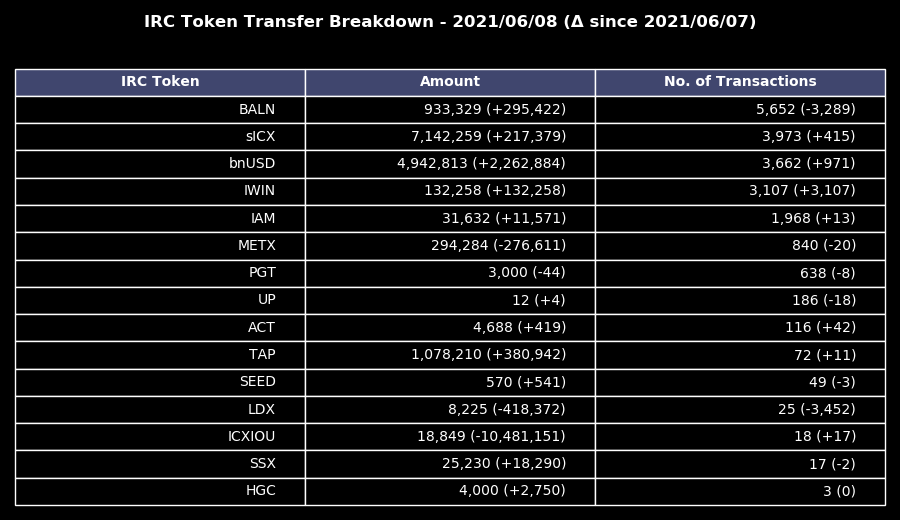 IRC Token Transfer Breakdown - 2021/06/08 (Δ since 2021/06/07)
IRC Token Amount No. of Transactions
BALN 933,329 (+295,422) 5,652 (-3,289)
sICX 7,142,259 (+217,379) 3,973 (+415)
bnUSD 4,942,813 (+2,262,884) 3,662 (+971)
IWIN 132,258 (+132,258) 3,107 (+3,107)
IAM 31,632 (+11,571) 1,968 (+13)
METX 294,284 (-276,611) 840 (-20)
PGT 3,000 (-44) 638 (-8)
UP 12 (+4) 186 (-18)
ACT 4,688 (+419) 116 (+42)
TAP 1,078,210 (+380,942) 72 (+11)
SEED 570 (+541) 49 (-3)
LDX 8,225 (-418,372) 25 (-3,452)
ICXIOU 18,849 (-10,481,151) 18 (+17)
SSX 25,230 (+18,290) 17 (-2)
HGC 4,000 (+2,750) 3 (0)